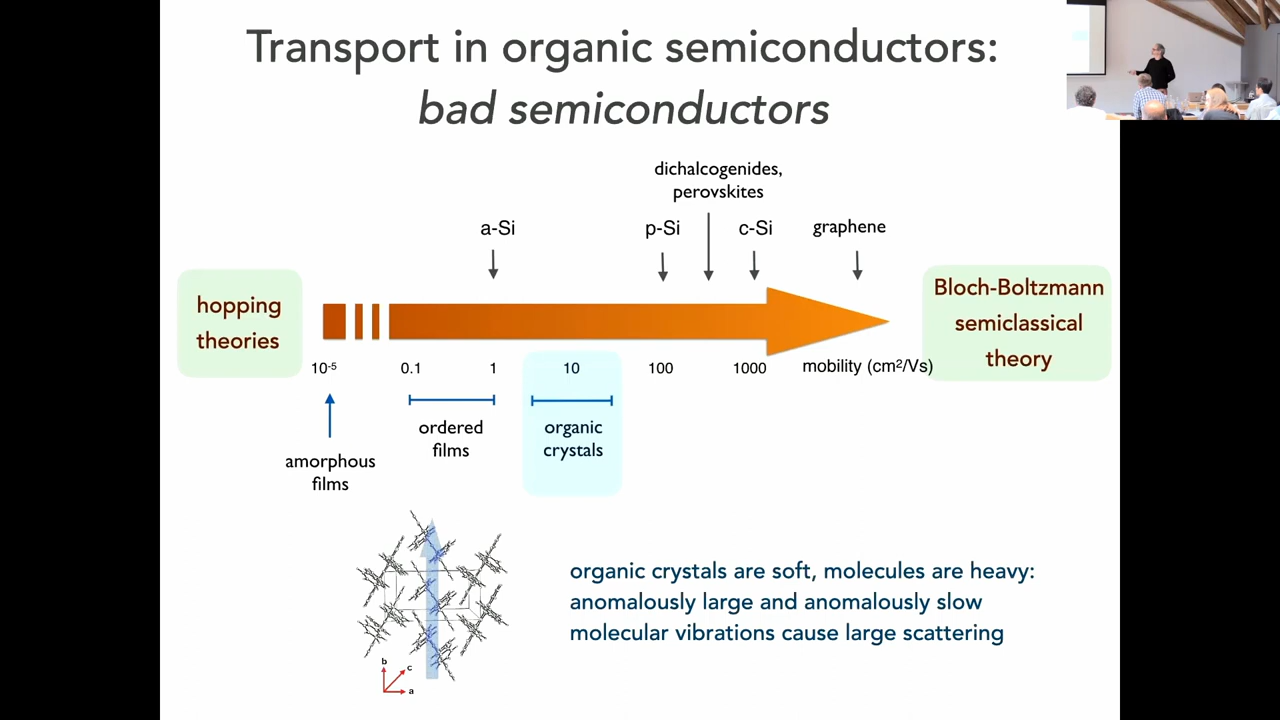 Transport in organic semiconductors:
bad semiconductors
dichalcogenides,
perovskites
a-Si
p-Si
c-Si
graphene
hopping
theories
Bloch-Boltzmann
semiclassical
theory
10-5
0.1
1
10
100
1000
mobility (cm2/Vs)
amorphous
films
ordered
films
organic
crystals
b
c
a
organic crystals are soft, molecules are heavy:
anomalously large and anomalously slow
molecular vibrations cause large scattering